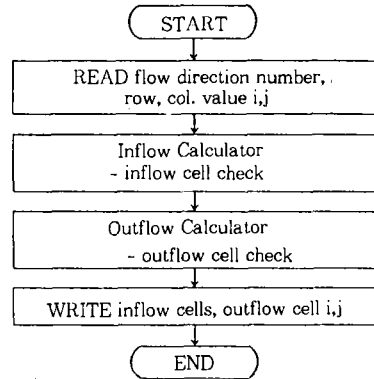 START
READ flow direction number,
row, col. value i,j
Inflow Calculator
- inflow cell check
Outflow Calculator
- outflow cell check
WRITE inflow cells, outflow cell i,j
END